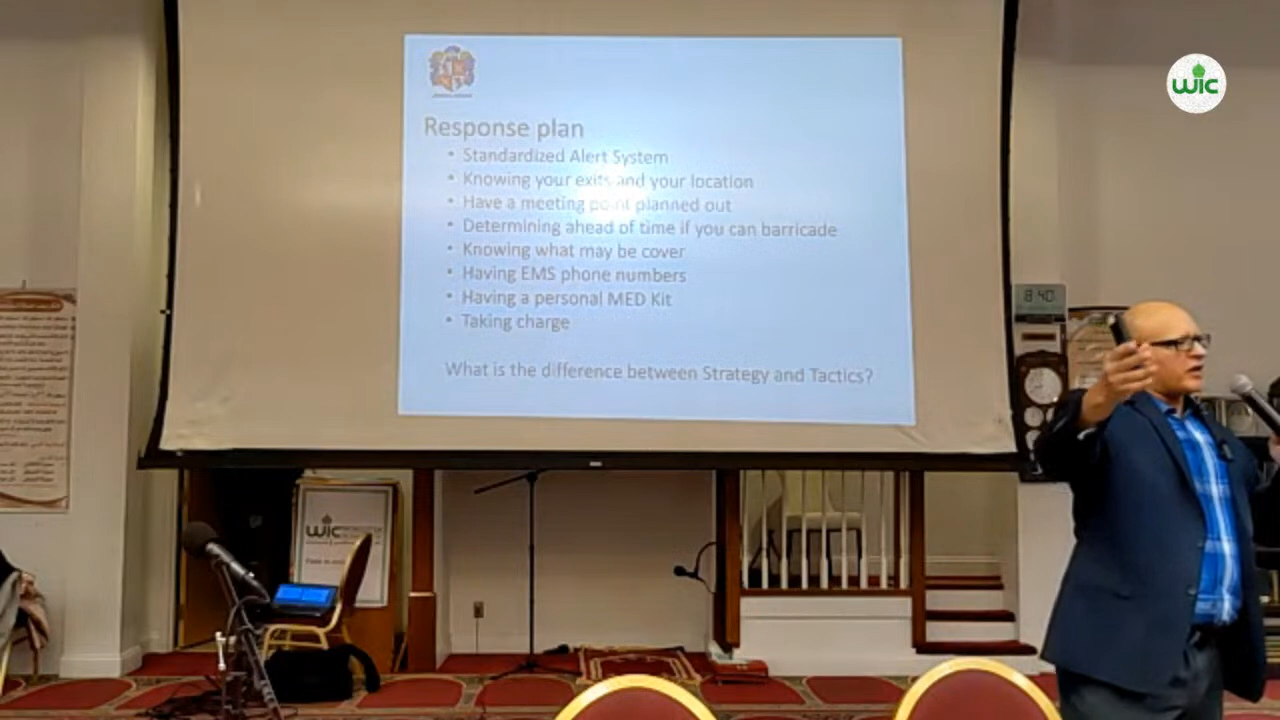 WIC
Response plan
• Standardized Alert System
• Knowing your exits and your location
• Have a meeting point planned out
• Determining ahead of time if you can barricade
• Knowing what may be cover
• Having EMS phone numbers
• Having a personal MED Kit
• Taking charge
What is the difference between Strategy and Tactics?
8:40
WIC